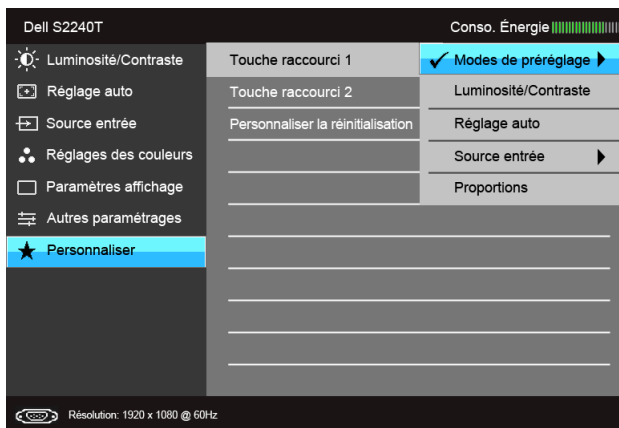 Dell S2240T
Conso. Énergie
Luminosité/Contraste
Réglage auto
Source entrée
Réglages des couleurs
Paramètres affichage
Autres paramétrages
Personnaliser
Touche raccourci 1
Touche raccourci 2
Personnaliser la réinitialisation
Modes de préréglage
Luminosité/Contraste
Réglage auto
Source entrée
Proportions
Résolution: 1920 x 1080 @ 60Hz